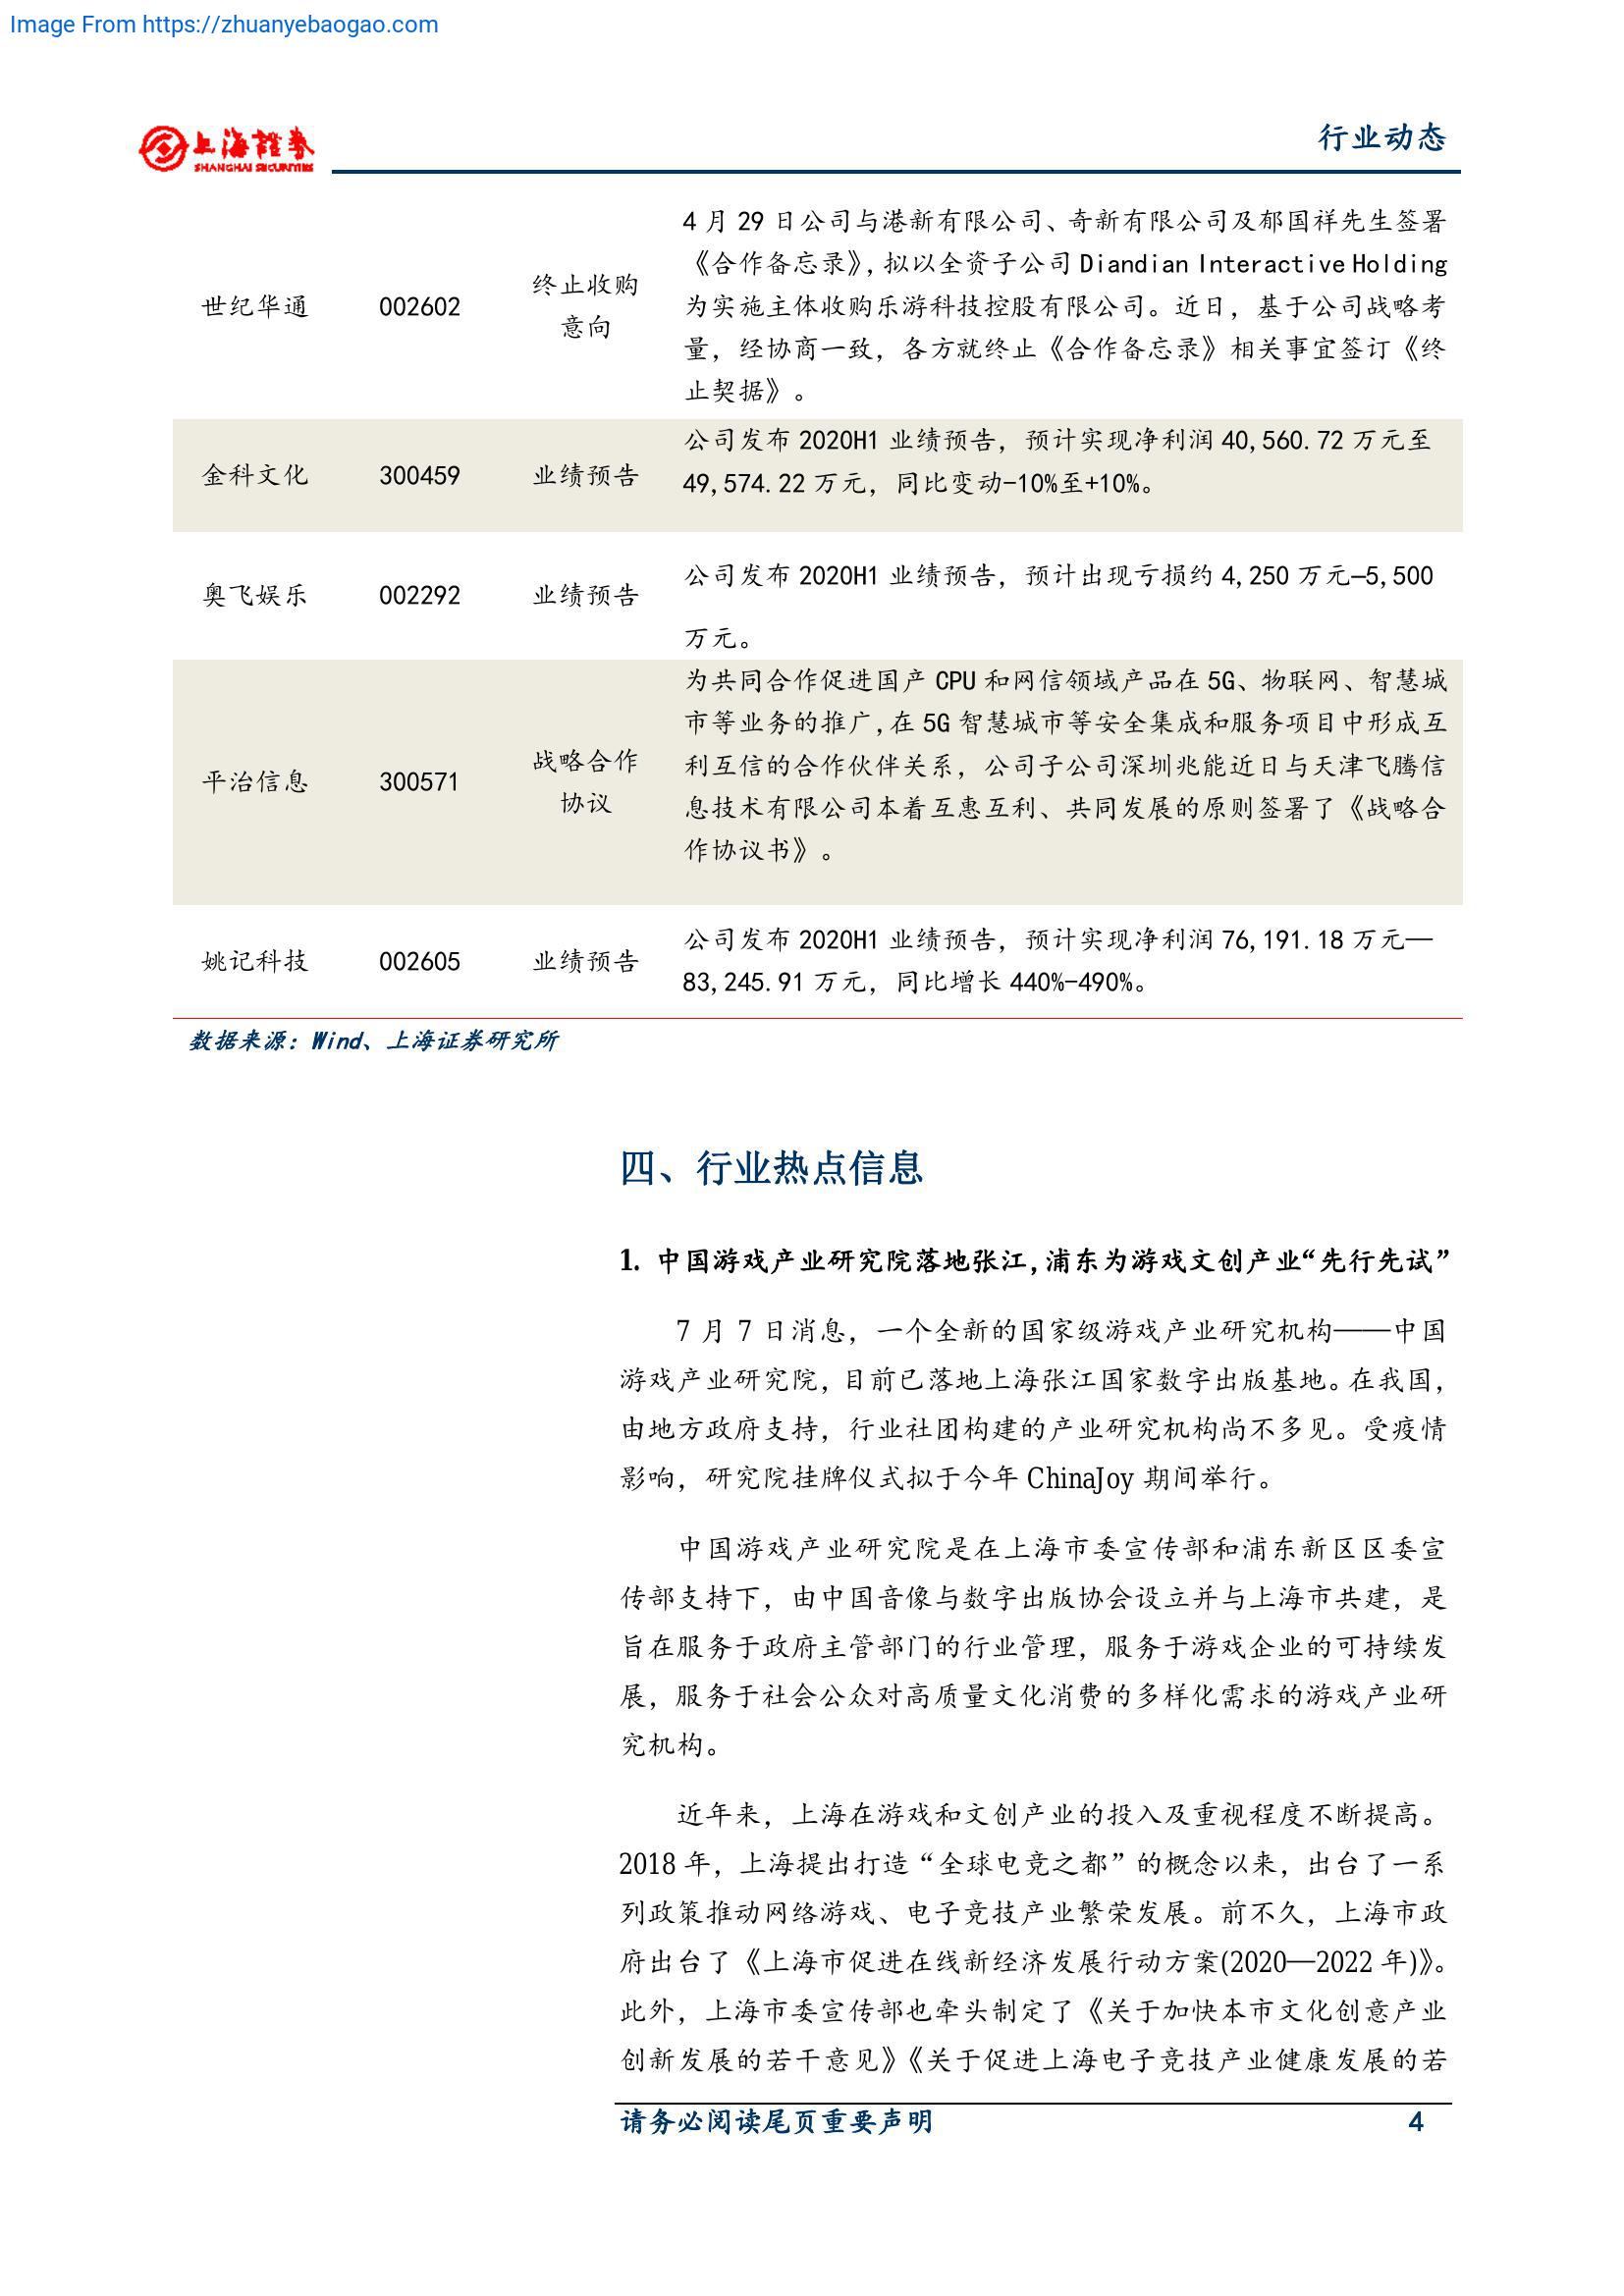 Image From https://zhuanyebaogao.com
上海證券
SHANGHAI SECURITIES
行业动态
世纪华通
002602
终止收购
意向
4 月 29 日公司与港新有限公司、奇新有限公司及郁国祥先生签署
《合作备忘录》，拟以全资子公司 Diandian Interactive Holding
为实施主体收购乐游科技控股有限公司。近日，基于公司战略考
量，经协商一致，各方就终止《合作备忘录》相关事宜签订《终
止契据》。
金科文化
300459
业绩预告
公司发布 2020H1 业绩预告，预计实现净利润 40,560.72 万元至
49,574.22 万元，同比变动-10%至+10%。
奥飞娱乐
002292
业绩预告
公司发布 2020H1 业绩预告，预计出现亏损约 4,250 万元—5,500
万元。
平治信息
300571
战略合作
协议
为共同合作促进国产 CPU 和网信领域产品在 5G、物联网、智慧城
市等业务的推广,在 5G 智慧城市等安全集成和服务项目中形成互
利互信的合作伙伴关系，公司子公司深圳兆能近日与天津飞腾信
息技术有限公司本着互惠互利、共同发展的原则签署了《战略合
作协议书》。
姚记科技
002605
业绩预告
公司发布 2020H1 业绩预告，预计实现净利润 76,191.18 万元—
83,245.91 万元，同比增长 440%-490%。
数据来源：Wind、上海证券研究所
四、行业热点信息
1. 中国游戏产业研究院落地张江，浦东为游戏文创产业“先行先试”
7 月 7 日消息，一个全新的国家级游戏产业研究机构——中国
游戏产业研究院，目前已落地上海张江国家数字出版基地。在我国，
由地方政府支持，行业社团构建的产业研究机构尚不多见。受疫情
影响，研究院挂牌仪式拟于今年 ChinaJoy 期间举行。
中国游戏产业研究院是在上海市委宣传部和浦东新区区委宣
传部支持下，由中国音像与数字出版协会设立并与上海市共建，是
旨在服务于政府主管部门的行业管理，服务于游戏企业的可持续发
展，服务于社会公众对高质量文化消费的多样化需求的游戏产业研
究机构。
近年来，上海在游戏和文创产业的投入及重视程度不断提高。
2018 年，上海提出打造“全球电竞之都”的概念以来，出台了一系
列政策推动网络游戏、电子竞技产业繁荣发展。前不久，上海市政
府出台了《上海市促进在线新经济发展行动方案(2020—2022 年)》。
此外，上海市委宣传部也牵头制定了《关于加快本市文化创意产业
创新发展的若干意见》《关于促进上海电子竞技产业健康发展的若
请务必阅读尾页重要声明
4